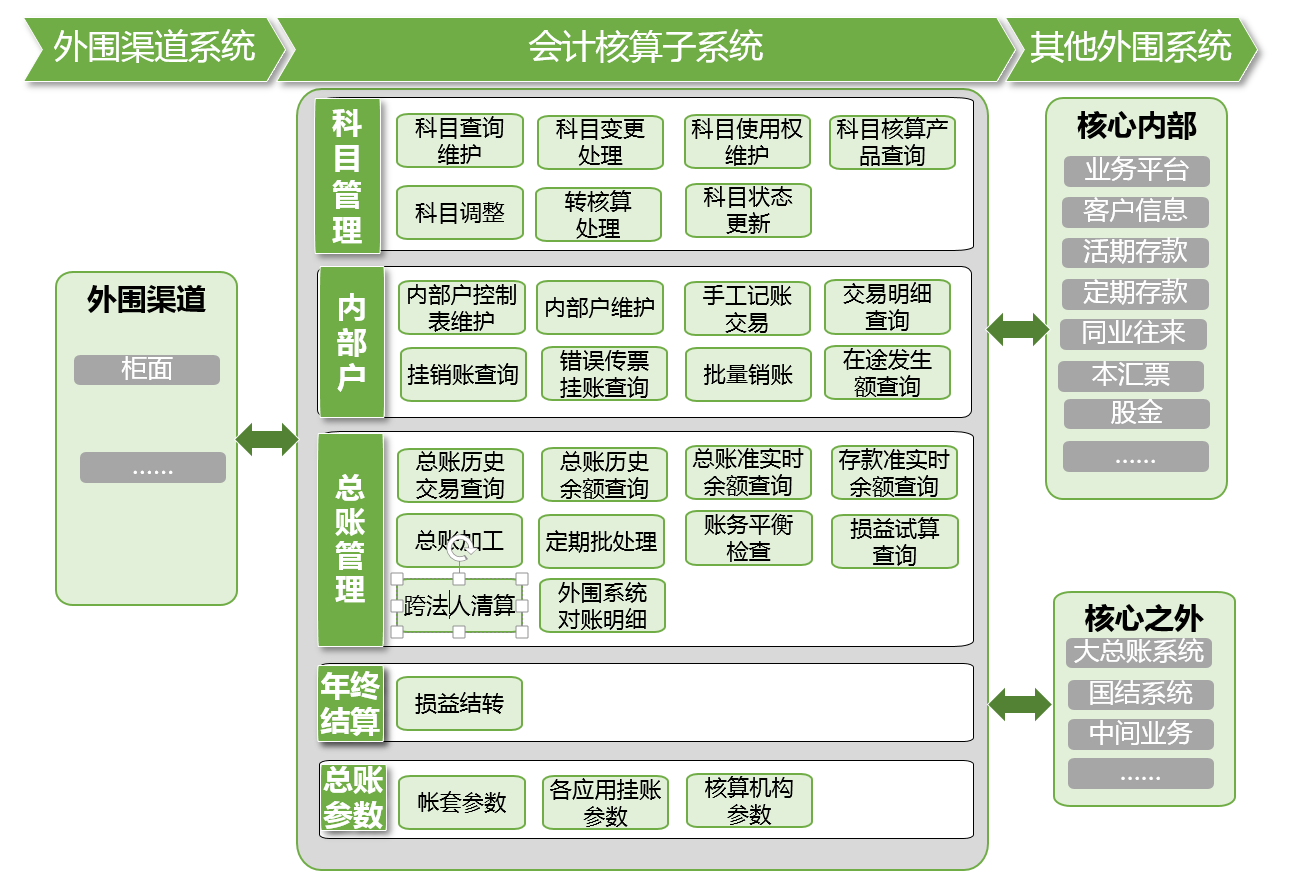 外围渠道系统
会计核算子系统
其他外围系统
外围渠道
柜面
……
科
目
管
理
科目查询
维护
科目变更
处理
科目使用权
维护
科目核算产
品查询
科目调整
转核算
处理
科目状态
更新
内
部
户
内部户控制
表维护
内部户维护
手工记账
交易
交易明细
查询
挂销账查询
错误传票
挂账查询
批量销账
在途发生
额查询
总
账
管
理
总账历史
交易查询
总账历史
余额查询
总账准实时
余额查询
存款准实时
余额查询
总账加工
定期批处理
账务平衡
检查
损益试算
查询
跨法人清算
外围系统
对账明细
年终
结算
损益结转
总账
参数
帐套参数
各应用挂账
参数
核算机构
参数
核心内部
业务平台
客户信息
活期存款
定期存款
同业往来
本汇票
股金
……
核心之外
大总账系统
国结系统
中间业务
……